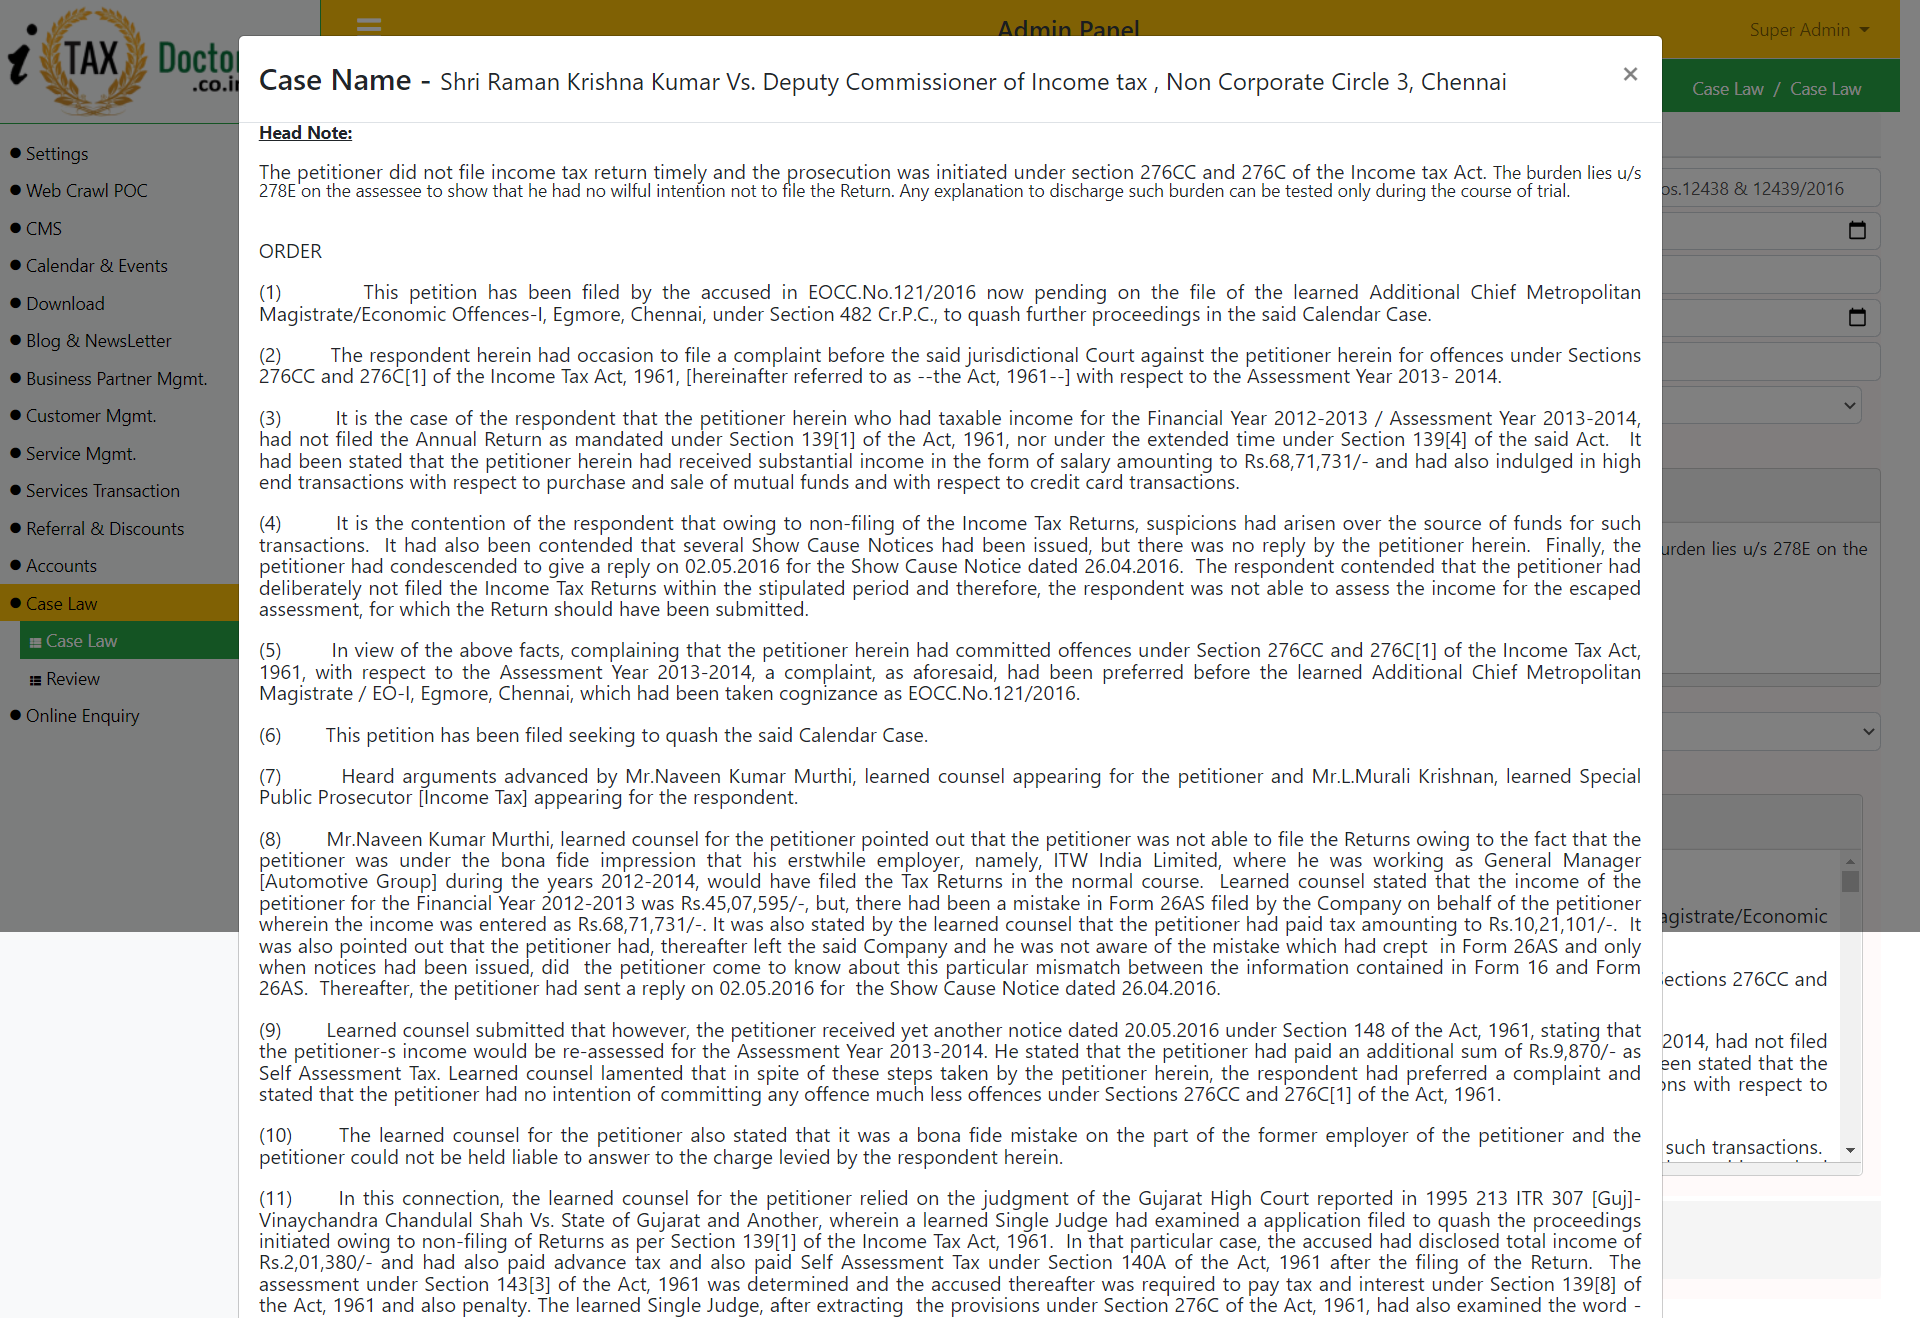 i TAX Doctor
.co.in
Admin Panel
Super Admin
Case Law / Case Law
Settings
Web Crawl POC
CMS
Calendar & Events
Download
Blog & NewsLetter
Business Partner Mgmt.
Customer Mgmt.
Service Mgmt.
Services Transaction
Referral & Discounts
Accounts
Case Law
Case Law
Review
Online Enquiry
Case Name - Shri Raman Krishna Kumar Vs. Deputy Commissioner of Income tax , Non Corporate Circle 3, Chennai
×
Head Note:
The petitioner did not file income tax return timely and the prosecution was initiated under section 276CC and 276C of the Income tax Act. The burden lies u/s
278E on the assessee to show that he had no wilful intention not to file the Return. Any explanation to discharge such burden can be tested only during the course of trial.
ORDER
(1) This petition has been filed by the accused in EOCC.No.121/2016 now pending on the file of the learned Additional Chief Metropolitan
Magistrate/Economic Offences-I, Egmore, Chennai, under Section 482 Cr.P.C., to quash further proceedings in the said Calendar Case.
(2) The respondent herein had occasion to file a complaint before the said jurisdictional Court against the petitioner herein for offences under Sections
276CC and 276C[1] of the Income Tax Act, 1961, [hereinafter referred to as --the Act, 1961--] with respect to the Assessment Year 2013- 2014.
(3) It is the case of the respondent that the petitioner herein who had taxable income for the Financial Year 2012-2013 / Assessment Year 2013-2014,
had not filed the Annual Return as mandated under Section 139[1] of the Act, 1961, nor under the extended time under Section 139[4] of the said Act. It
had been stated that the petitioner herein had received substantial income in the form of salary amounting to Rs.68,71,731/- and had also indulged in high
end transactions with respect to purchase and sale of mutual funds and with respect to credit card transactions.
(4) It is the contention of the respondent that owing to non-filing of the Income Tax Returns, suspicions had arisen over the source of funds for such
transactions. It had also been contended that several Show Cause Notices had been issued, but there was no reply by the petitioner herein. Finally, the
petitioner had condescended to give a reply on 02.05.2016 for the Show Cause Notice dated 26.04.2016. The respondent contended that the petitioner had
deliberately not filed the Income Tax Returns within the stipulated period and therefore, the respondent was not able to assess the income for the escaped
assessment, for which the Return should have been submitted.
(5) In view of the above facts, complaining that the petitioner herein had committed offences under Section 276CC and 276C[1] of the Income Tax Act,
1961, with respect to the Assessment Year 2013-2014, a complaint, as aforesaid, had been preferred before the learned Additional Chief Metropolitan
Magistrate / EO-I, Egmore, Chennai, which had been taken cognizance as EOCC.No.121/2016.
(6) This petition has been filed seeking to quash the said Calendar Case.
(7) Heard arguments advanced by Mr.Naveen Kumar Murthi, learned counsel appearing for the petitioner and Mr.L.Murali Krishnan, learned Special
Public Prosecutor [Income Tax] appearing for the respondent.
(8) Mr.Naveen Kumar Murthi, learned counsel for the petitioner pointed out that the petitioner was not able to file the Returns owing to the fact that the
petitioner was under the bona fide impression that his erstwhile employer, namely, ITW India Limited, where he was working as General Manager
[Automotive Group] during the years 2012-2014, would have filed the Tax Returns in the normal course. Learned counsel stated that the income of the
petitioner for the Financial Year 2012-2013 was Rs.45,07,595/-, but, there had been a mistake in Form 26AS filed by the Company on behalf of the petitioner
wherein the income was entered as Rs.68,71,731/-. It was also stated by the learned counsel that the petitioner had paid tax amounting to Rs.10,21,101/-. It
was also pointed out that the petitioner had, thereafter left the said Company and he was not aware of the mistake which had crept in Form 26AS and only
when notices had been issued, did the petitioner come to know about this particular mismatch between the information contained in Form 16 and Form
26AS. Thereafter, the petitioner had sent a reply on 02.05.2016 for the Show Cause Notice dated 26.04.2016.
(9) Learned counsel submitted that however, the petitioner received yet another notice dated 20.05.2016 under Section 148 of the Act, 1961, stating that
the petitioner-s income would be re-assessed for the Assessment Year 2013-2014. He stated that the petitioner had paid an additional sum of Rs.9,870/- as
Self Assessment Tax. Learned counsel lamented that in spite of these steps taken by the petitioner herein, the respondent had preferred a complaint and
stated that the petitioner had no intention of committing any offence much less offences under Sections 276CC and 276C[1] of the Act, 1961.
(10) The learned counsel for the petitioner also stated that it was a bona fide mistake on the part of the former employer of the petitioner and the
petitioner could not be held liable to answer to the charge levied by the respondent herein.
(11) In this connection, the learned counsel for the petitioner relied on the judgment of the Gujarat High Court reported in 1995 213 ITR 307 [Guj]-
Vinaychandra Chandulal Shah Vs. State of Gujarat and Another, wherein a learned Single Judge had examined a application filed to quash the proceedings
initiated owing to non-filing of Returns as per Section 139[1] of the Income Tax Act, 1961. In that particular case, the accused had disclosed total income of
Rs.2,01,380/- and had also paid advance tax and also paid Self Assessment Tax under Section 140A of the Act, 1961 after the filing of the Return. The
assessment under Section 143[3] of the Act, 1961 was determined and the accused thereafter was required to pay tax and interest under Section 139[8] of
the Act, 1961 and also penalty. The learned Single Judge, after extracting the provisions under Section 276C of the Act, 1961, had also examined the word -
os.12438 & 12439/2016
urden lies u/s 278E on the
agistrate/Economic
ections 276CC and
2014, had not filed
een stated that the
ons with respect to
such transactions.